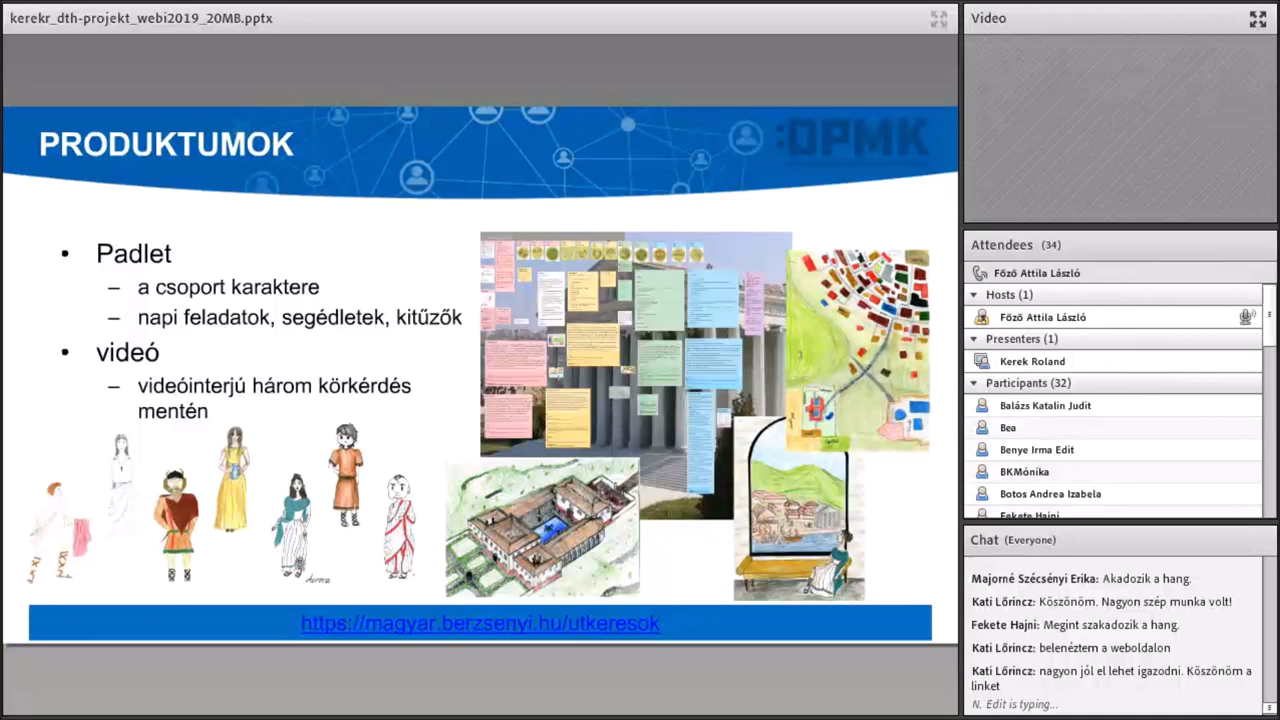 kerekr_dth-projekt_webi2019_20MB.pptx
PRODUKTUMOK
:OPMK
• Padlet
– a csoport karaktere
– napi feladatok, segédletek, kitűzők
• videó
– videóinterjú három körkérdés
mentén
Aurora
https://magyar.berzsenyi.hu/utkeresok
Video
Attendees (34)
Főző Attila László
Hosts (1)
Főző Attila László
Presenters (1)
Kerek Roland
Participants (32)
Balázs Katalin Judit
Bea
Benye Irma Edit
BKMónika
Botos Andrea Izabela
Fekete Hajni
Chat (Everyone)
Majorné Szécsényi Erika: Akadozik a hang.
Kati Lőrincz: Köszönöm. Nagyon szép munka volt!
Fekete Hajni: Megint szakadozik a hang.
Kati Lőrincz: belenéztem a weboldalon
Kati Lőrincz: nagyon jól el lehet igazodni. Köszönöm a
linket
N. Edit is typing...